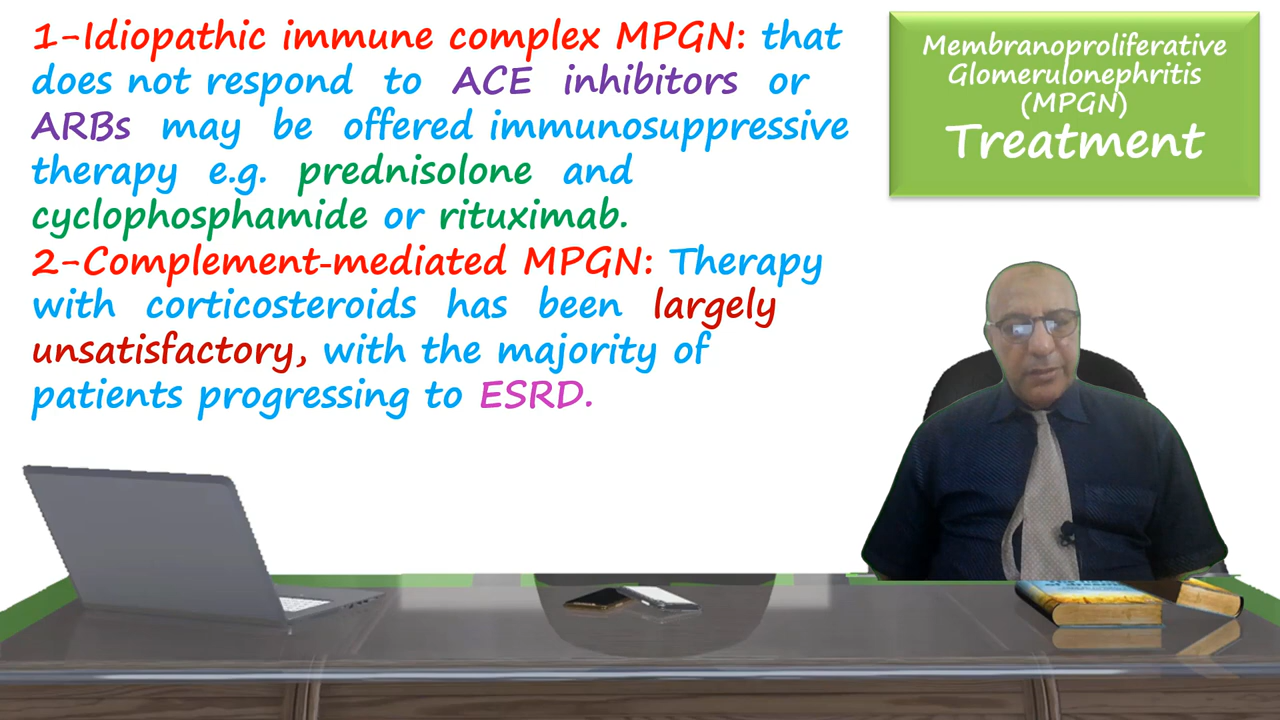 1-Idiopathic immune complex MPGN: that
does not respond to ACE inhibitors or
ARBs may be offered immunosuppressive
therapy e.g. prednisolone and
cyclophosphamide or rituximab.
2-Complement-mediated MPGN: Therapy
with corticosteroids has been largely
unsatisfactory, with the majority of
patients progressing to ESRD.
Membranoproliferative
Glomerulonephritis
(MPGN)
Treatment